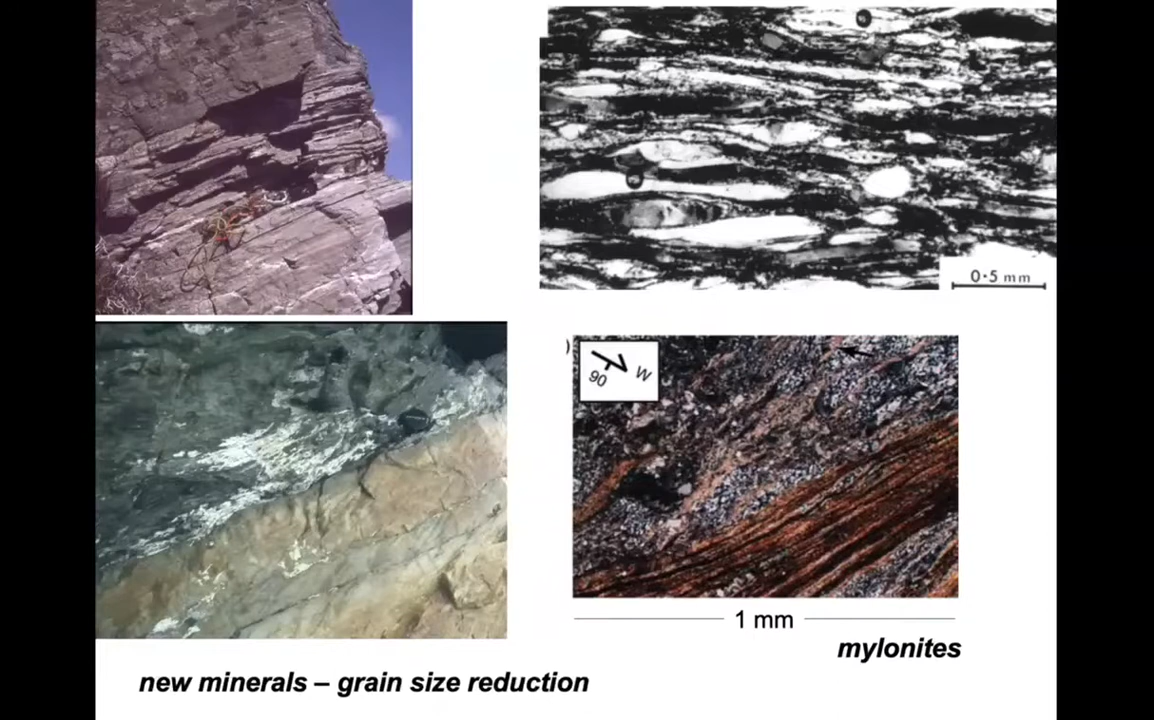 0·5 mm
)
90
W
1 mm
mylonites
new minerals – grain size reduction